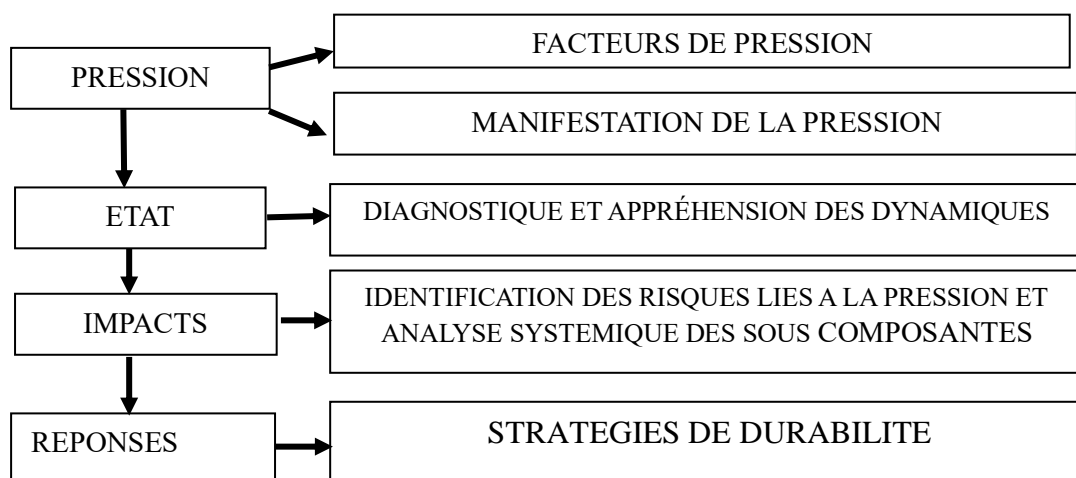 PRESSION
FACTEURS DE PRESSION
MANIFESTATION DE LA PRESSION
ETAT
DIAGNOSTIQUE ET APPRÉHENSION DES DYNAMIQUES
IMPACTS
IDENTIFICATION DES RISQUES LIES A LA PRESSION ET
ANALYSE SYSTEMIQUE DES SOUS COMPOSANTES
REPONSES
STRATEGIES DE DURABILITE